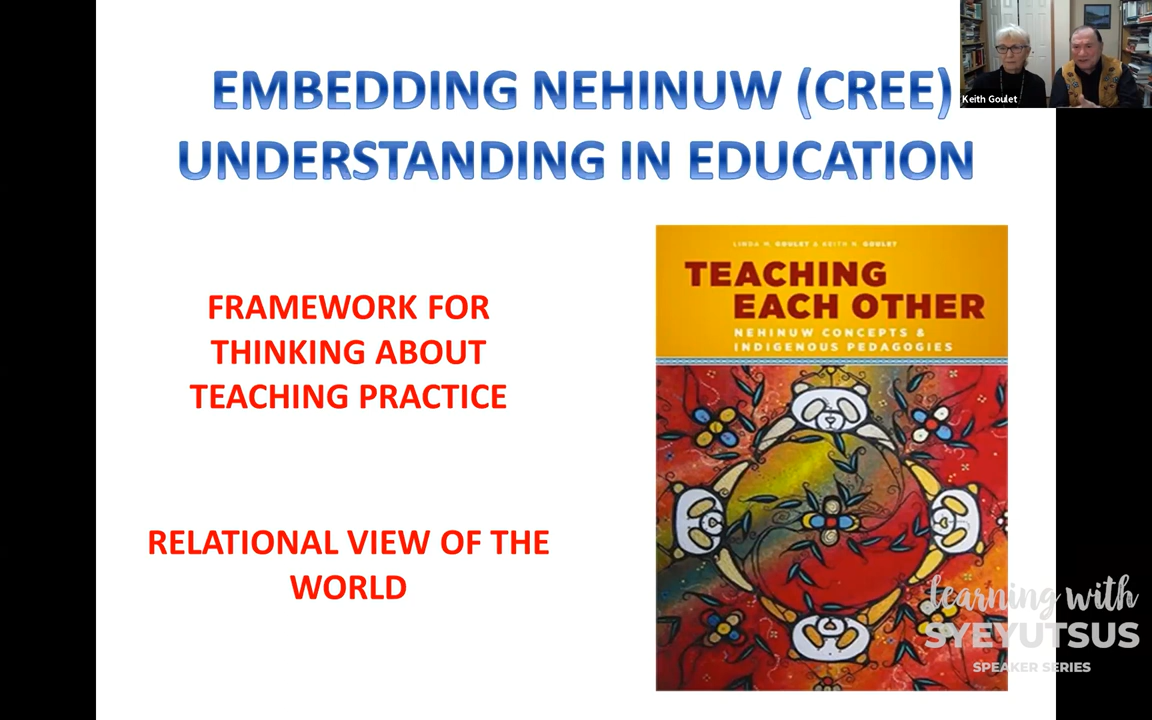 EMBEDDING NEHINUW (CREE)
UNDERSTANDING IN EDUCATION
Keith Goulet
FRAMEWORK FOR
THINKING ABOUT
TEACHING PRACTICE
RELATIONAL VIEW OF THE
WORLD
LINDA M. GOULET & KEITH N. GOULET
TEACHING
EACH OTHER
NEHINUW CONCEPTS &
INDIGENOUS PEDAGOGIES
learning with
SYEYUTSUS
SPEAKER SERIES